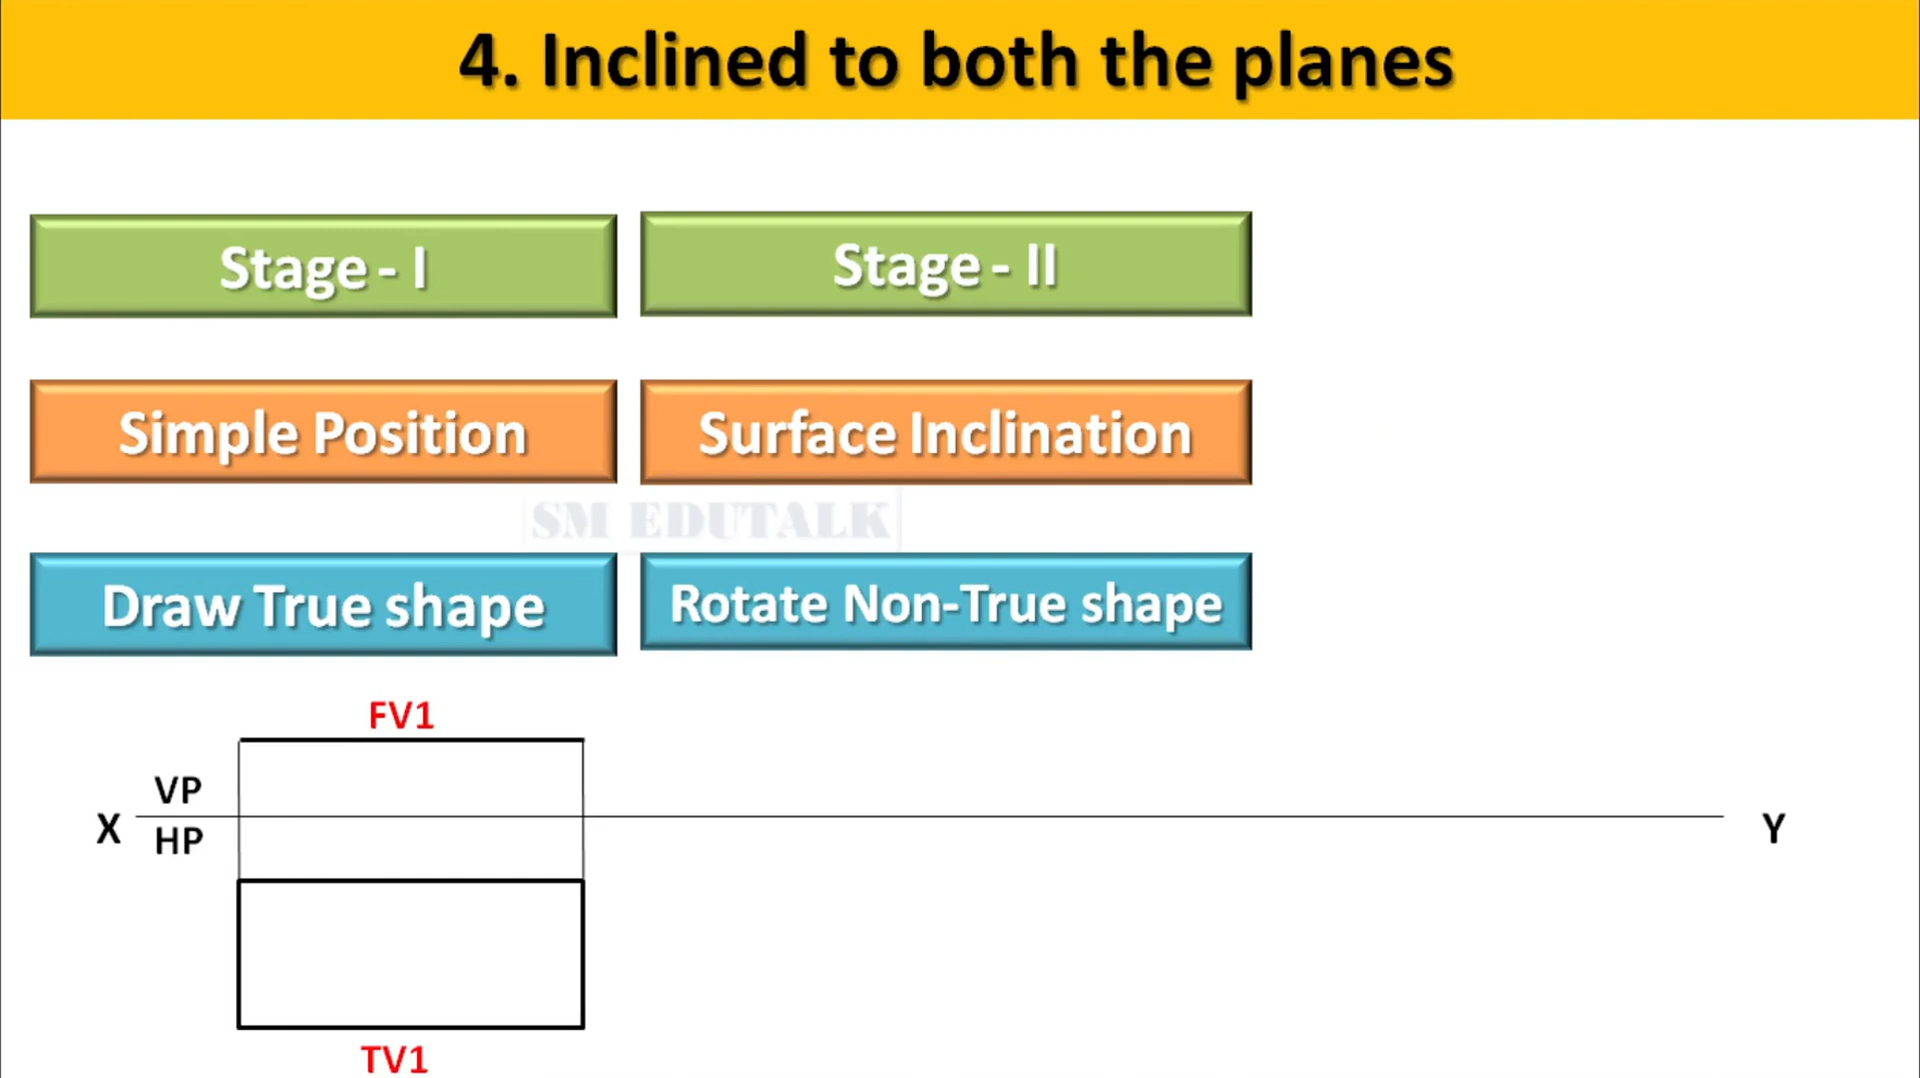 4. Inclined to both the planes
Stage - I
Stage - II
Simple Position
Surface Inclination
SM EDUTALK
Draw True shape
Rotate Non-True shape
FV1
VP
X
HP
Y
TV1